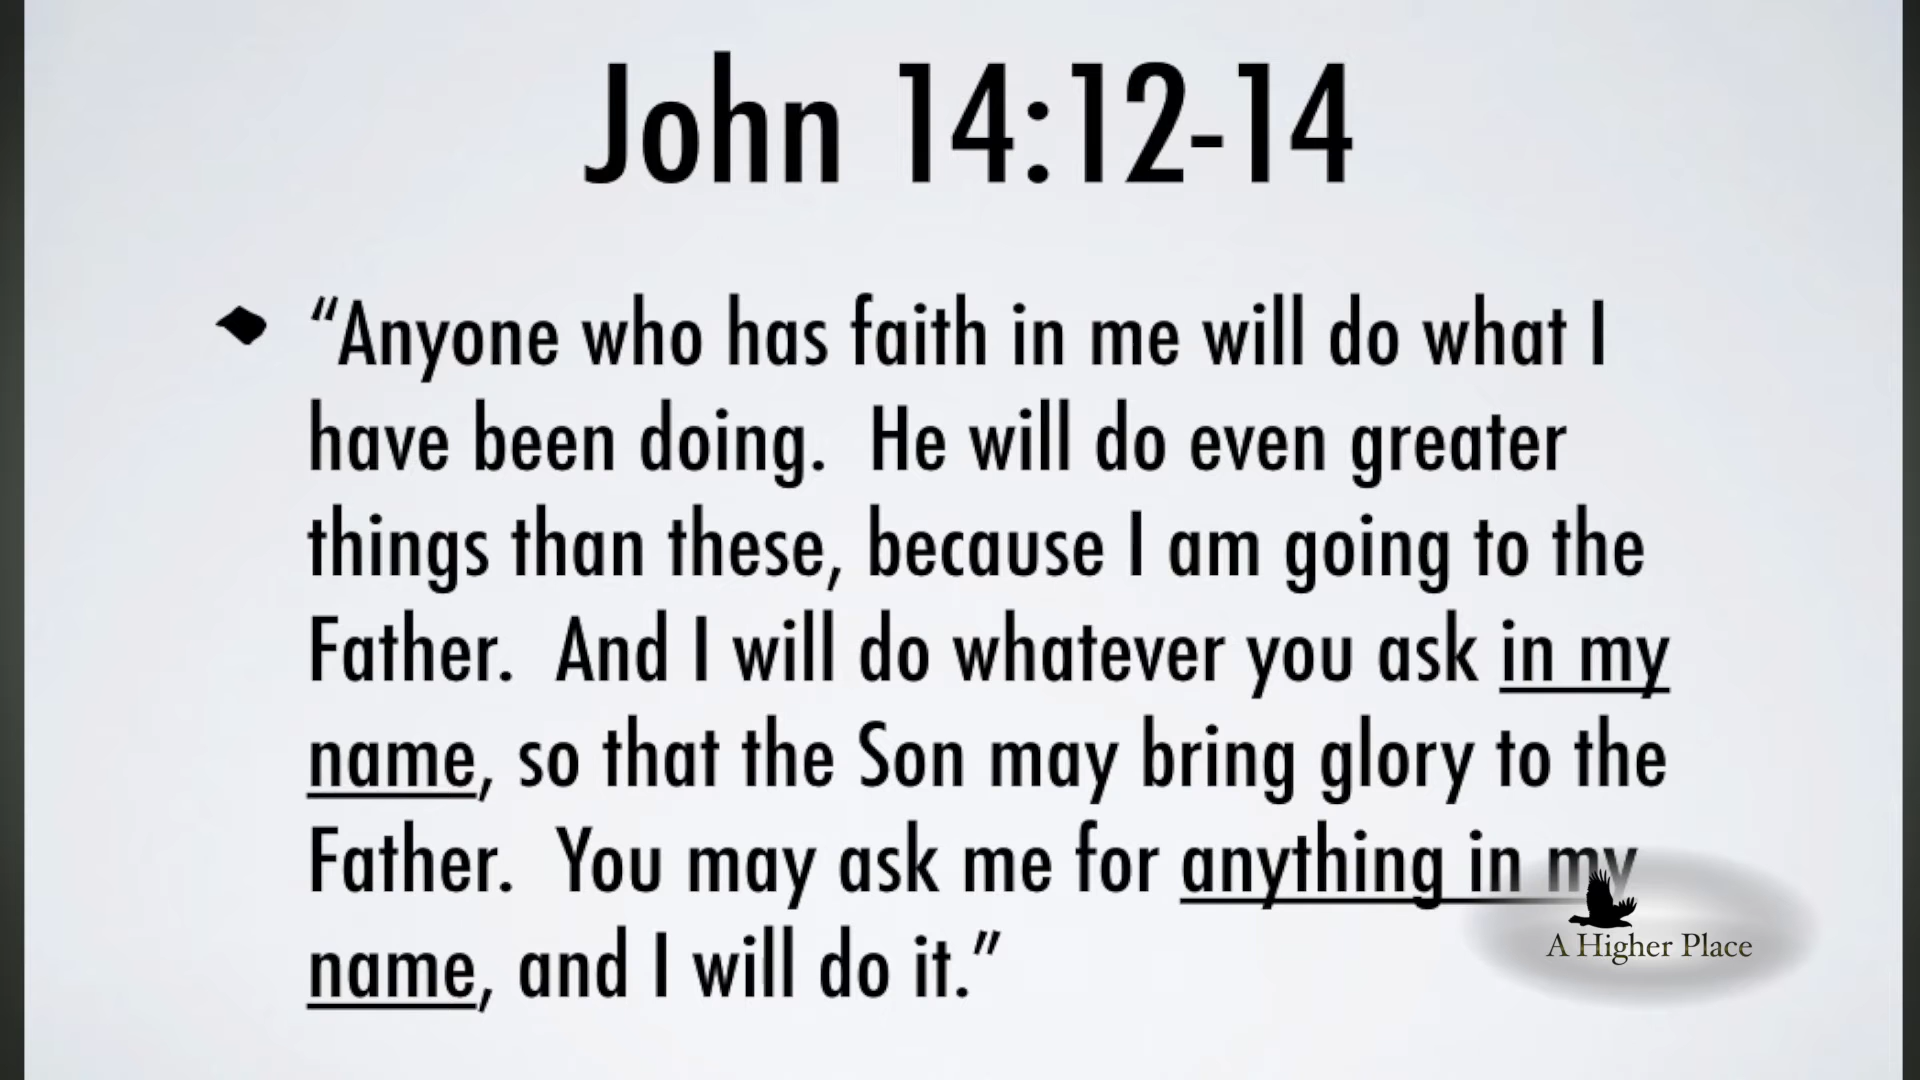 John 14:12-14
“Anyone who has faith in me will do what I
have been doing.  He will do even greater
things than these, because I am going to the
Father.  And I will do whatever you ask in my
name, so that the Son may bring glory to the
Father.  You may ask me for anything in my
name, and I will do it.”
A Higher Place